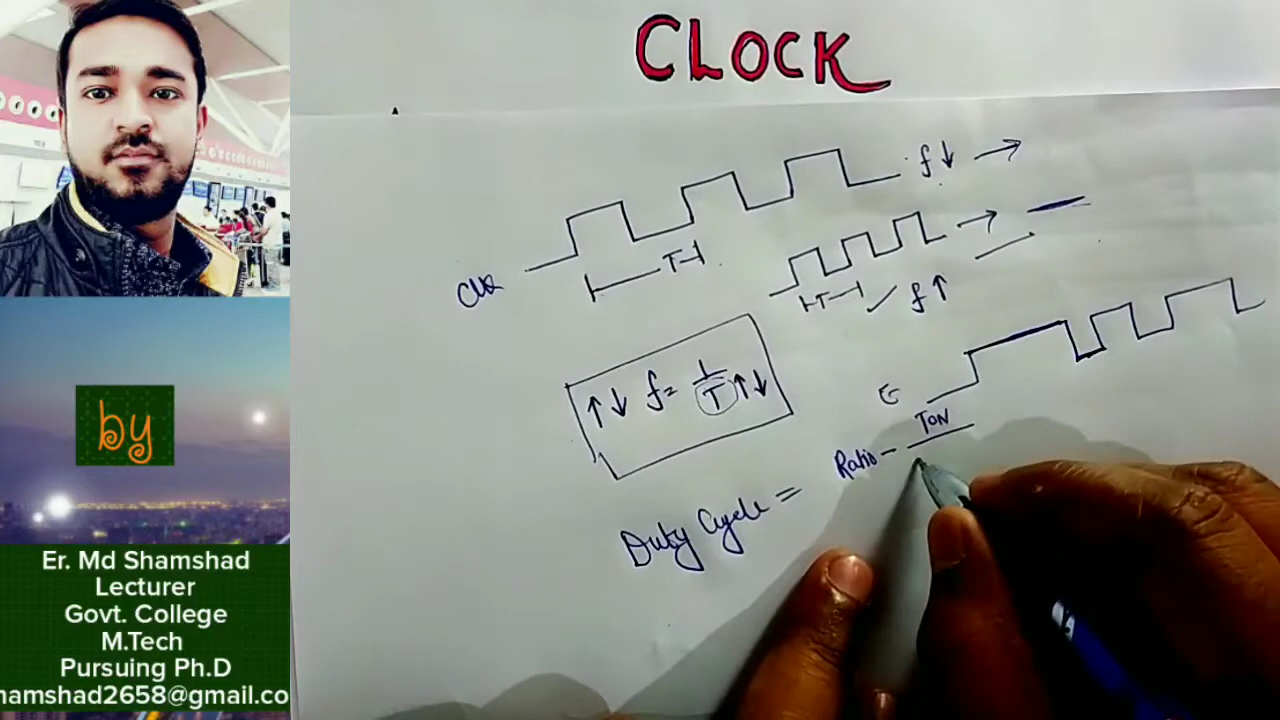 CLOCK
f ↓ →
CLK
T
→
T ✓ f ↑
↑↓ f = 1/T ↑↓
TON
Ratio -
Duty Cycle =
by
Er. Md Shamshad
Lecturer
Govt. College
M.Tech
Pursuing Ph.D
hamshad2658@gmail.co